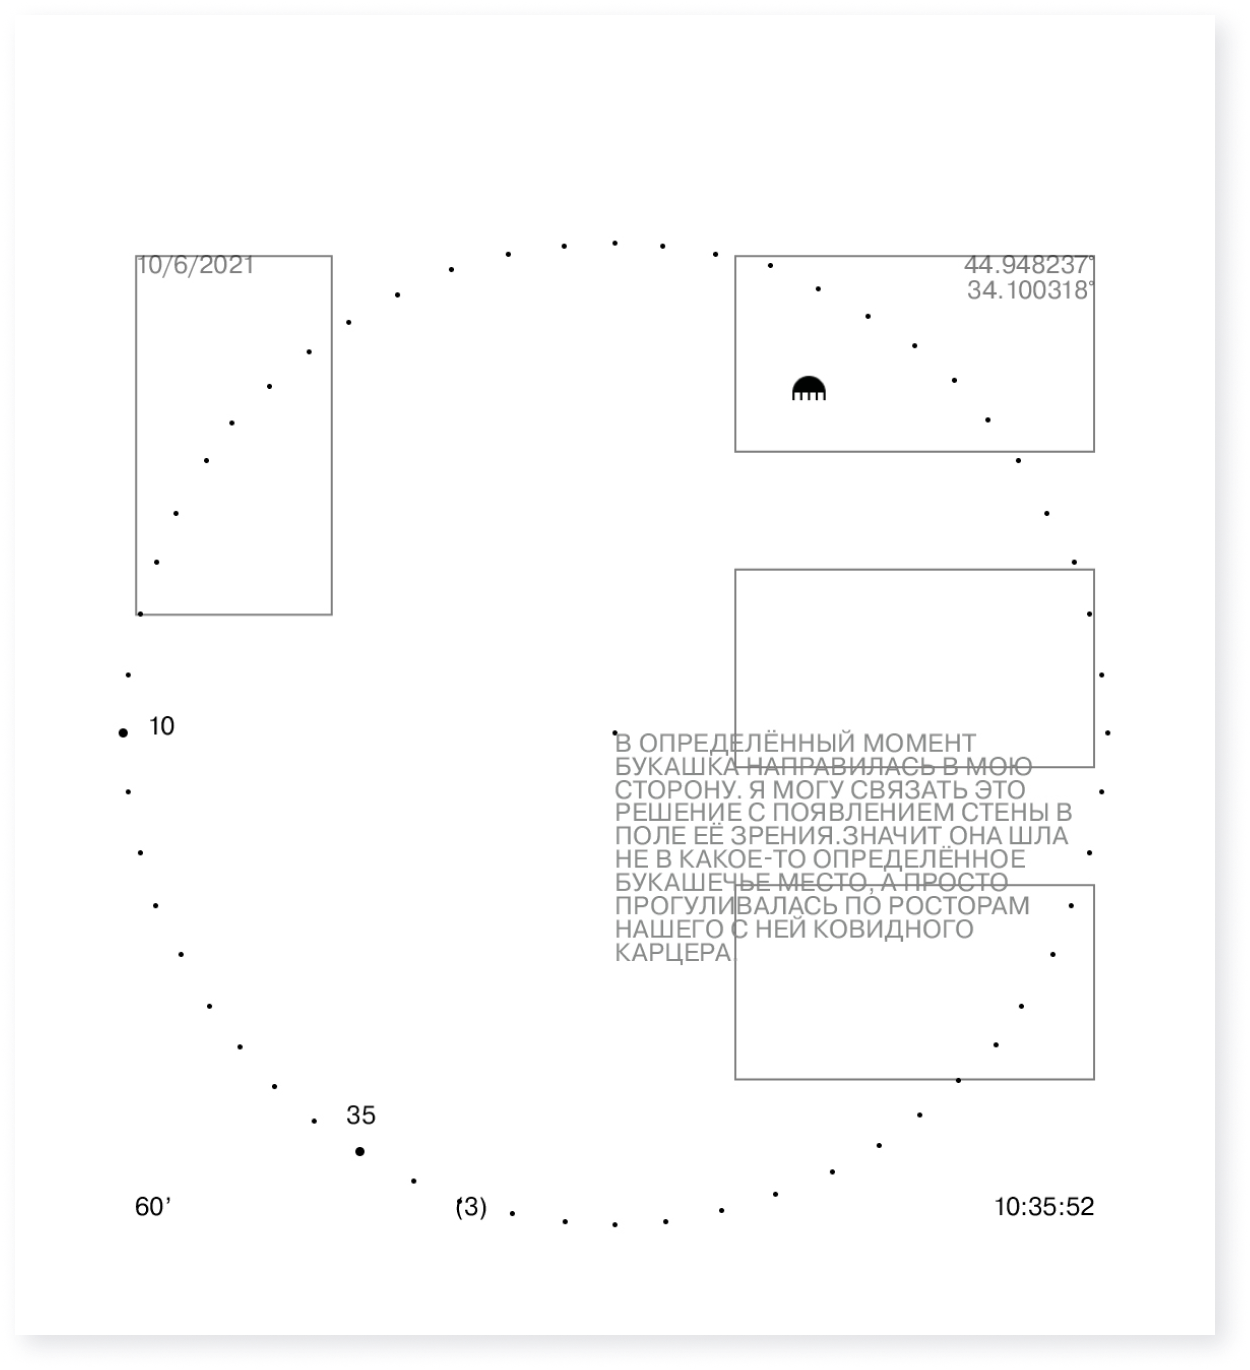 10/6/2021
44.948237°
34.100318°
10
В ОПРЕДЕЛЁННЫЙ МОМЕНТ
БУКАШКА НАПРАВИЛАСЬ В МОЮ
СТОРОНУ. Я МОГУ СВЯЗАТЬ ЭТО
РЕШЕНИЕ С ПОЯВЛЕНИЕМ СТЕНЫ В
ПОЛЕ ЕЁ ЗРЕНИЯ.ЗНАЧИТ ОНА ШЛА
НЕ В КАКОЕ-ТО ОПРЕДЕЛЁННОЕ
БУКАШЕЧЬЕ МЕСТО, А ПРОСТО
ПРОГУЛИВАЛАСЬ ПО РОСТОРАМ
НАШЕГО С НЕЙ КОВИДНОГО
КАРЦЕРА.
35
60’
(3)
10:35:52